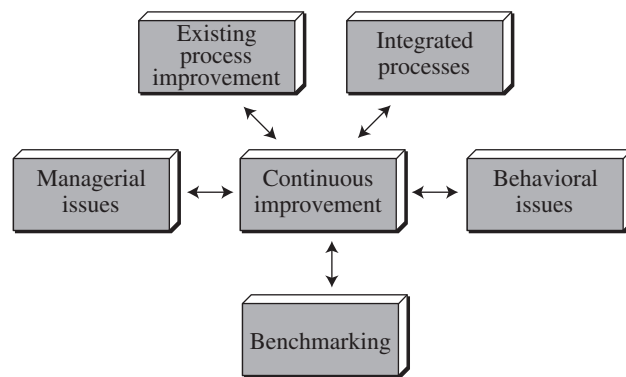 Existing
process
improvement
Integrated
processes
Managerial
issues
Continuous
improvement
Behavioral
issues
Benchmarking